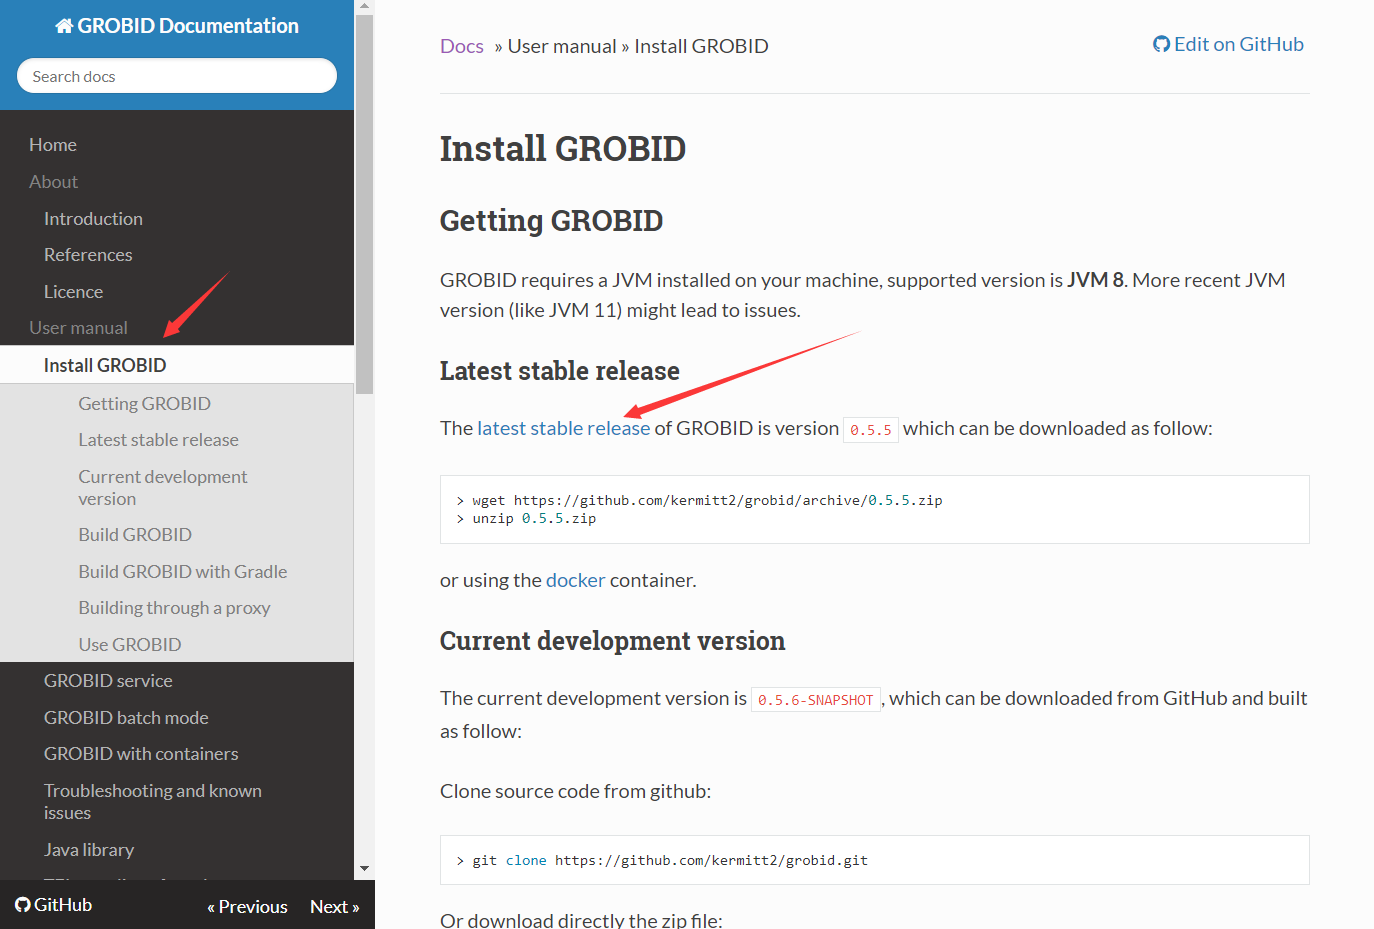 GROBID Documentation
Search docs
Home
About
Introduction
References
Licence
User manual
Install GROBID
Getting GROBID
Latest stable release
Current development
version
Build GROBID
Build GROBID with Gradle
Building through a proxy
Use GROBID
GROBID service
GROBID batch mode
GROBID with containers
Troubleshooting and known
issues
Java library
GitHub
« Previous
Next »
Docs » User manual » Install GROBID
Edit on GitHub
Install GROBID
Getting GROBID
GROBID requires a JVM installed on your machine, supported version is JVM 8. More recent JVM
version (like JVM 11) might lead to issues.
Latest stable release
The latest stable release of GROBID is version 0.5.5 which can be downloaded as follow:
> wget https://github.com/kermitt2/grobid/archive/0.5.5.zip
> unzip 0.5.5.zip
or using the docker container.
Current development version
The current development version is 0.5.6-SNAPSHOT, which can be downloaded from GitHub and built
as follow:
Clone source code from github:
> git clone https://github.com/kermitt2/grobid.git
Or download directly the zip file: